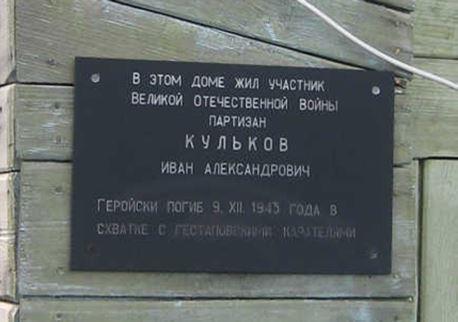 В ЭТОМ ДОМЕ ЖИЛ УЧАСТНИК
ВЕЛИКОЙ ОТЕЧЕСТВЕННОЙ ВОЙНЫ
ПАРТИЗАН
КУЛЬКОВ
ИВАН АЛЕКСАНДРОВИЧ
ГЕРОЙСКИ ПОГИБ 9. XII. 1943 ГОДА В
СХВАТКЕ С ГЕСТАПОВСКИМИ КАРАТЕЛЯМИ